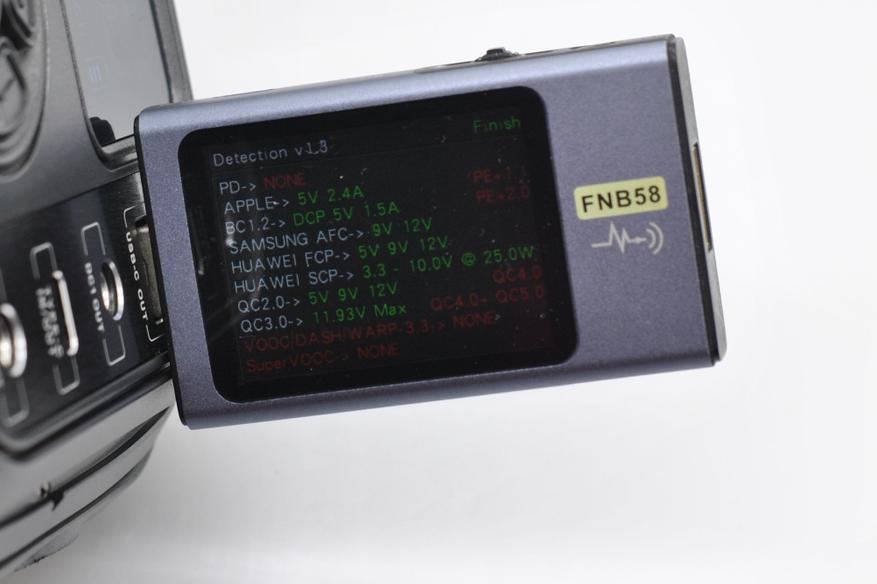 Finish
Detection v1.3
PD-> NONE PE+1.1
APPLE-> 5V 2.4A PE+2.0
BC1.2-> DCP 5V 1.5A
SAMSUNG AFC-> 9V 12V
HUAWEI FCP-> 5V 9V 12V
HUAWEI SCP-> 3.3 - 10.0V @ 25.0W
QC2.0-> 5V 9V 12V QC4.0
QC3.0-> 11.93V Max QC4.0+ QC5.0
VOOC/DASH/WARP-3.3-> NONE
SuperVOOC-> NONE
FNB58
USB-C OUT
DC1 OUT